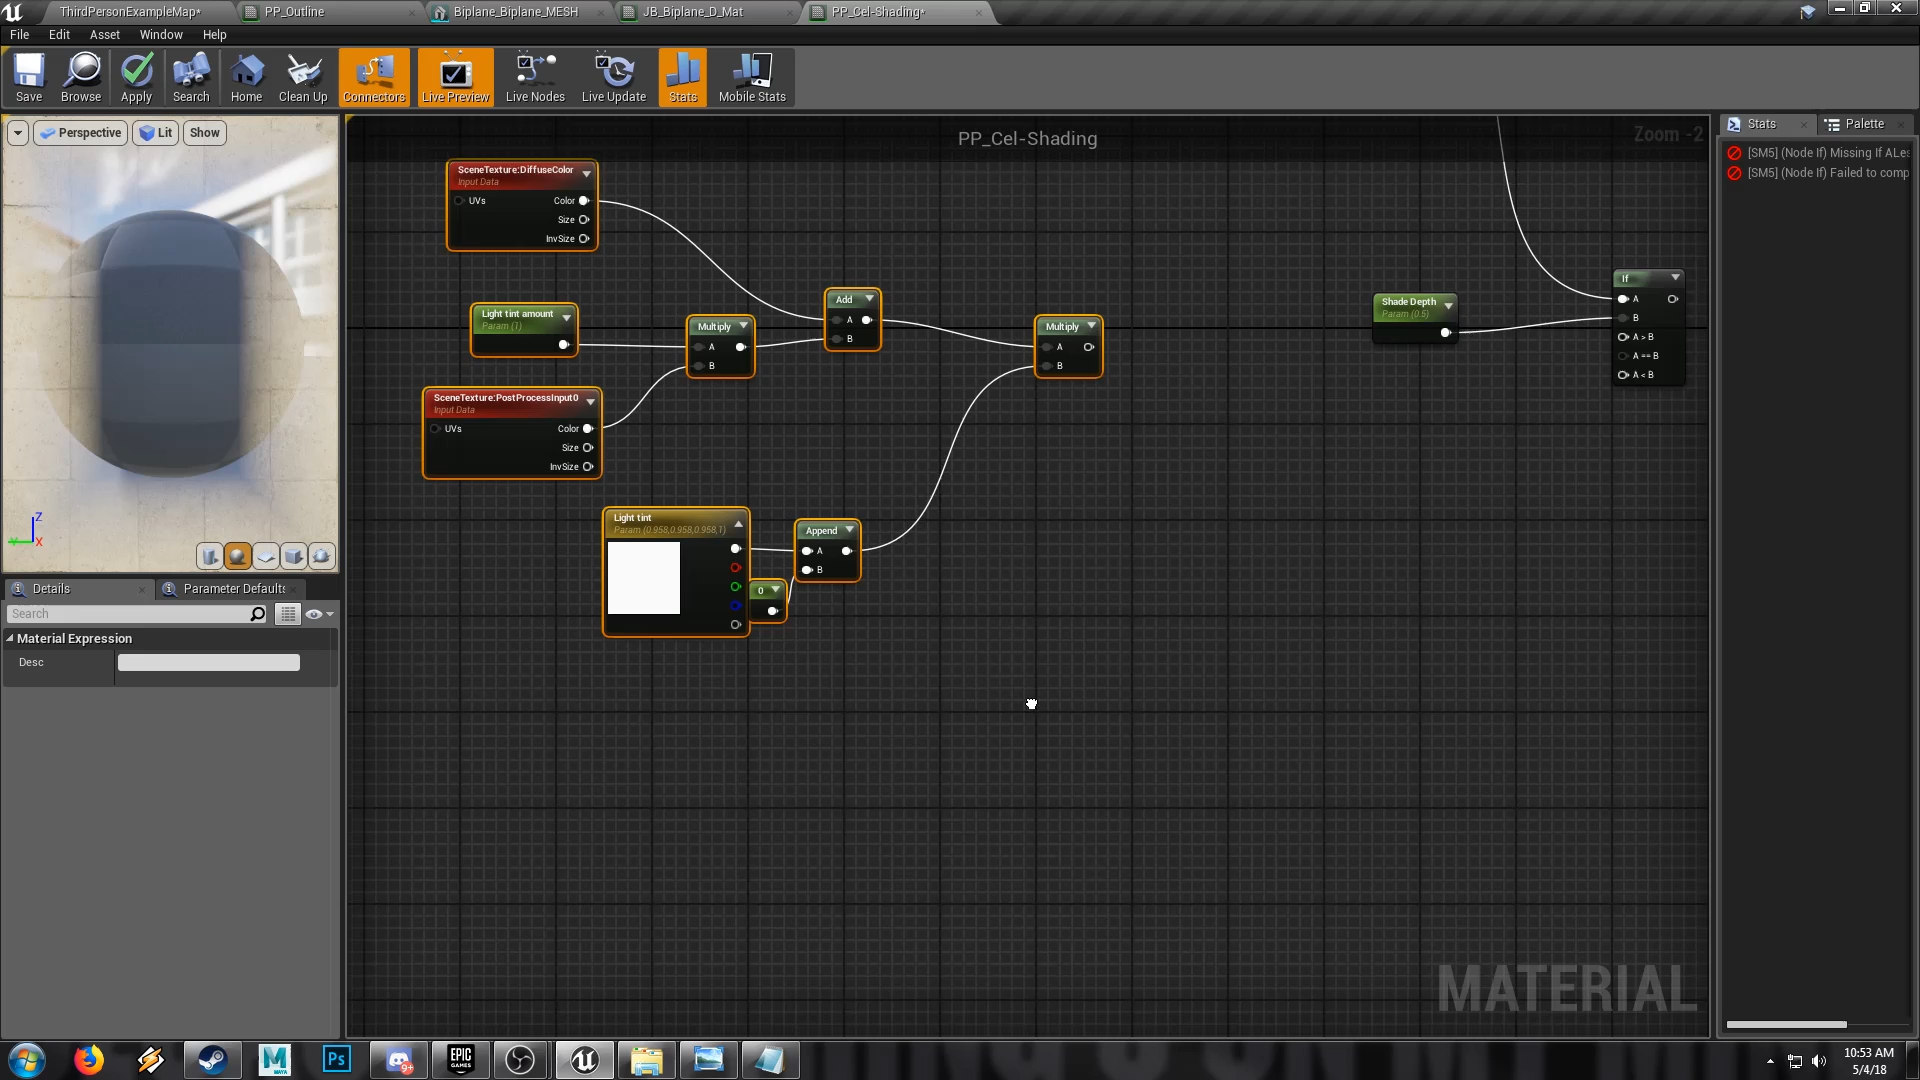 ThirdPersonExampleMap*
PP_Outline
Biplane_Biplane_MESH
JB_Biplane_D_Mat
PP_Cel-Shading*
File Edit Asset Window Help
Save
Browse
Apply
Search
Home
Clean Up
Connectors
Live Preview
Live Nodes
Live Update
Stats
Mobile Stats
Perspective
Lit
Show
PP_Cel-Shading
Zoom -2
Stats
Palette
[SM5] (Node If) Missing If ALes
[SM5] (Node If) Failed to comp
SceneTexture:DiffuseColor
Input Data
UVs Color
Size
InvSize
Light tint amount
Param (1)
Multiply
A
B
Add
A
B
Multiply
A
B
Shade Depth
Param (0.5)
If
A
B
A > B
A == B
A < B
SceneTexture:PostProcessInput0
Input Data
UVs Color
Size
InvSize
Light tint
Param (0.958,0.958,0.958,1)
Append
A
B
0
Z
Y
X
Details
Parameter Defaults
Search
Material Expression
Desc
MATERIAL
Ps
MAYA
9+
EPIC
GAMES
10:53 AM
5/4/18